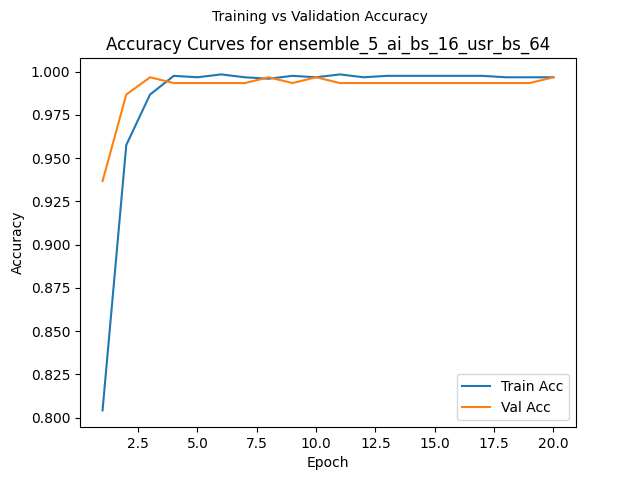 Training vs Validation Accuracy
Accuracy Curves for ensemble_5_ai_bs_16_usr_bs_64
1.000
0.975
0.950
0.925
0.900
0.875
0.850
0.825
0.800
Accuracy
2.5 5.0 7.5 10.0 12.5 15.0 17.5 20.0
Epoch
Train Acc
Val Acc